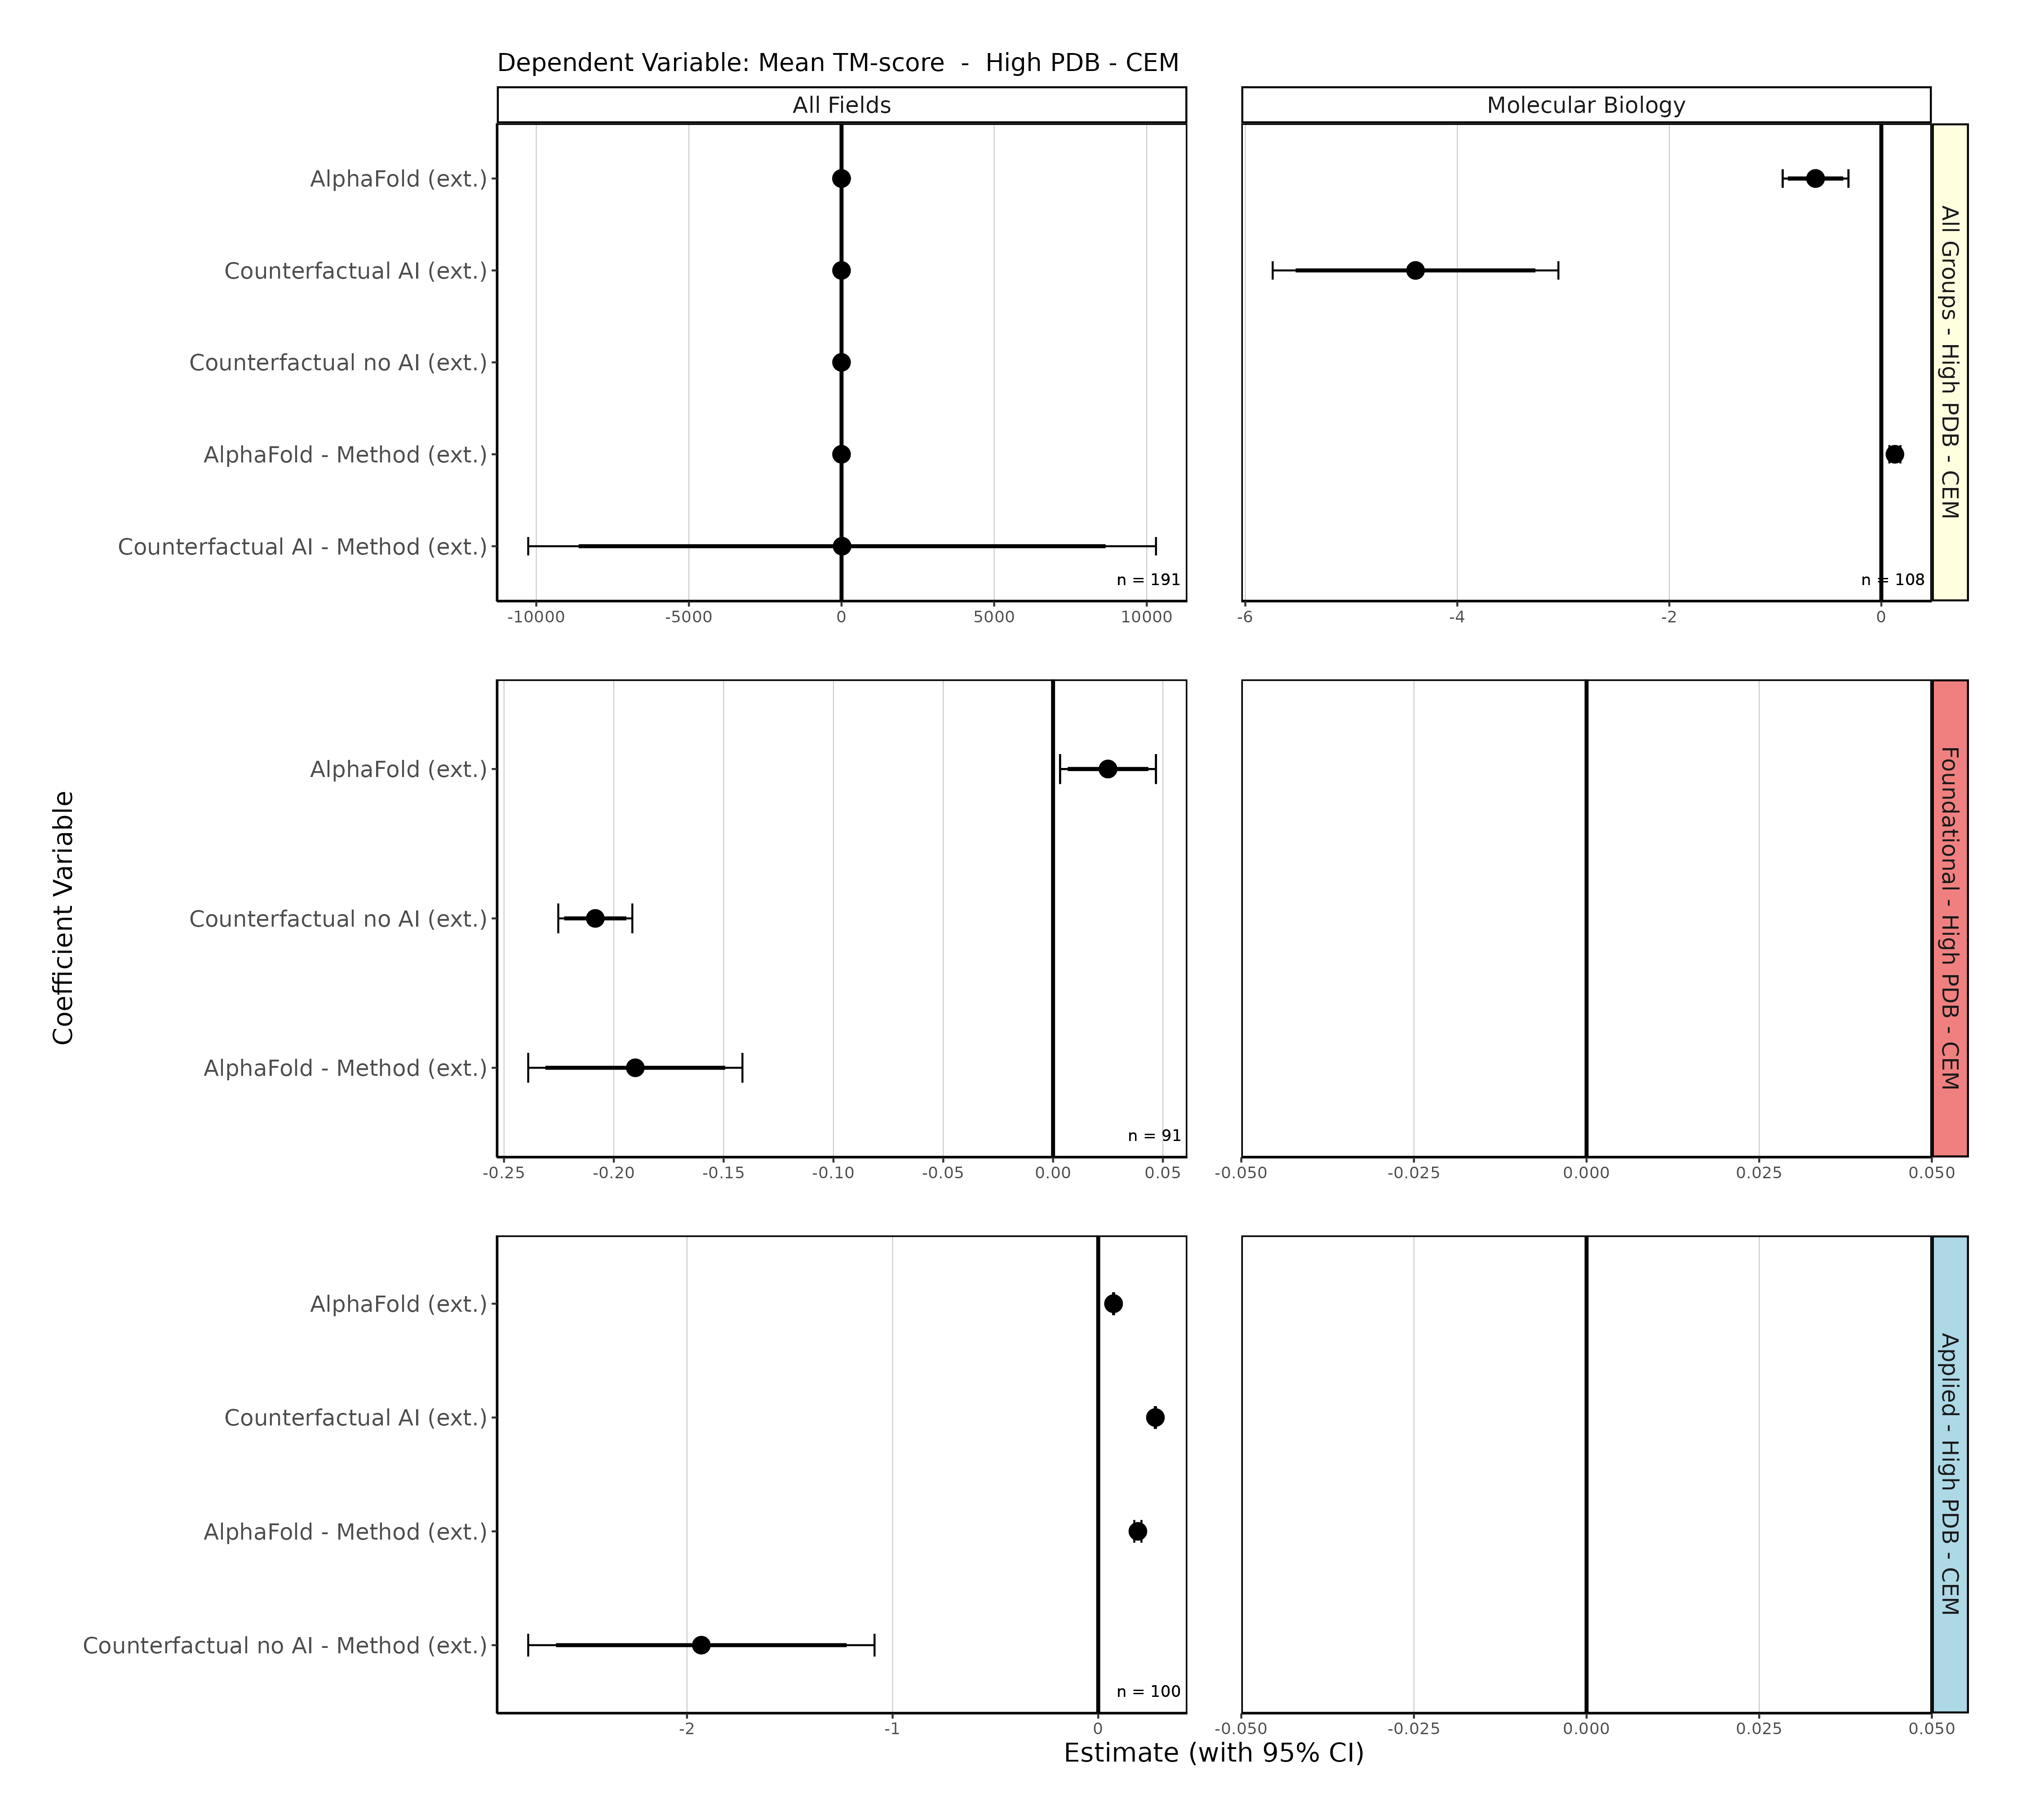 Dependent Variable: Mean TM-score - High PDB - CEM
All Fields
Molecular Biology
AlphaFold (ext.)
Counterfactual AI (ext.)
Counterfactual no AI (ext.)
AlphaFold - Method (ext.)
Counterfactual AI - Method (ext.)
n = 191
n = 108
All Groups - High PDB - CEM
-10000 -5000 0 5000 10000
-6 -4 -2 0
Coefficient Variable
AlphaFold (ext.)
Counterfactual no AI (ext.)
AlphaFold - Method (ext.)
n = 91
Foundational - High PDB - CEM
-0.25 -0.20 -0.15 -0.10 -0.05 0.00 0.05
-0.050 -0.025 0.000 0.025 0.050
AlphaFold (ext.)
Counterfactual AI (ext.)
AlphaFold - Method (ext.)
Counterfactual no AI - Method (ext.)
n = 100
Applied - High PDB - CEM
-2 -1 0
-0.050 -0.025 0.000 0.025 0.050
Estimate (with 95% CI)